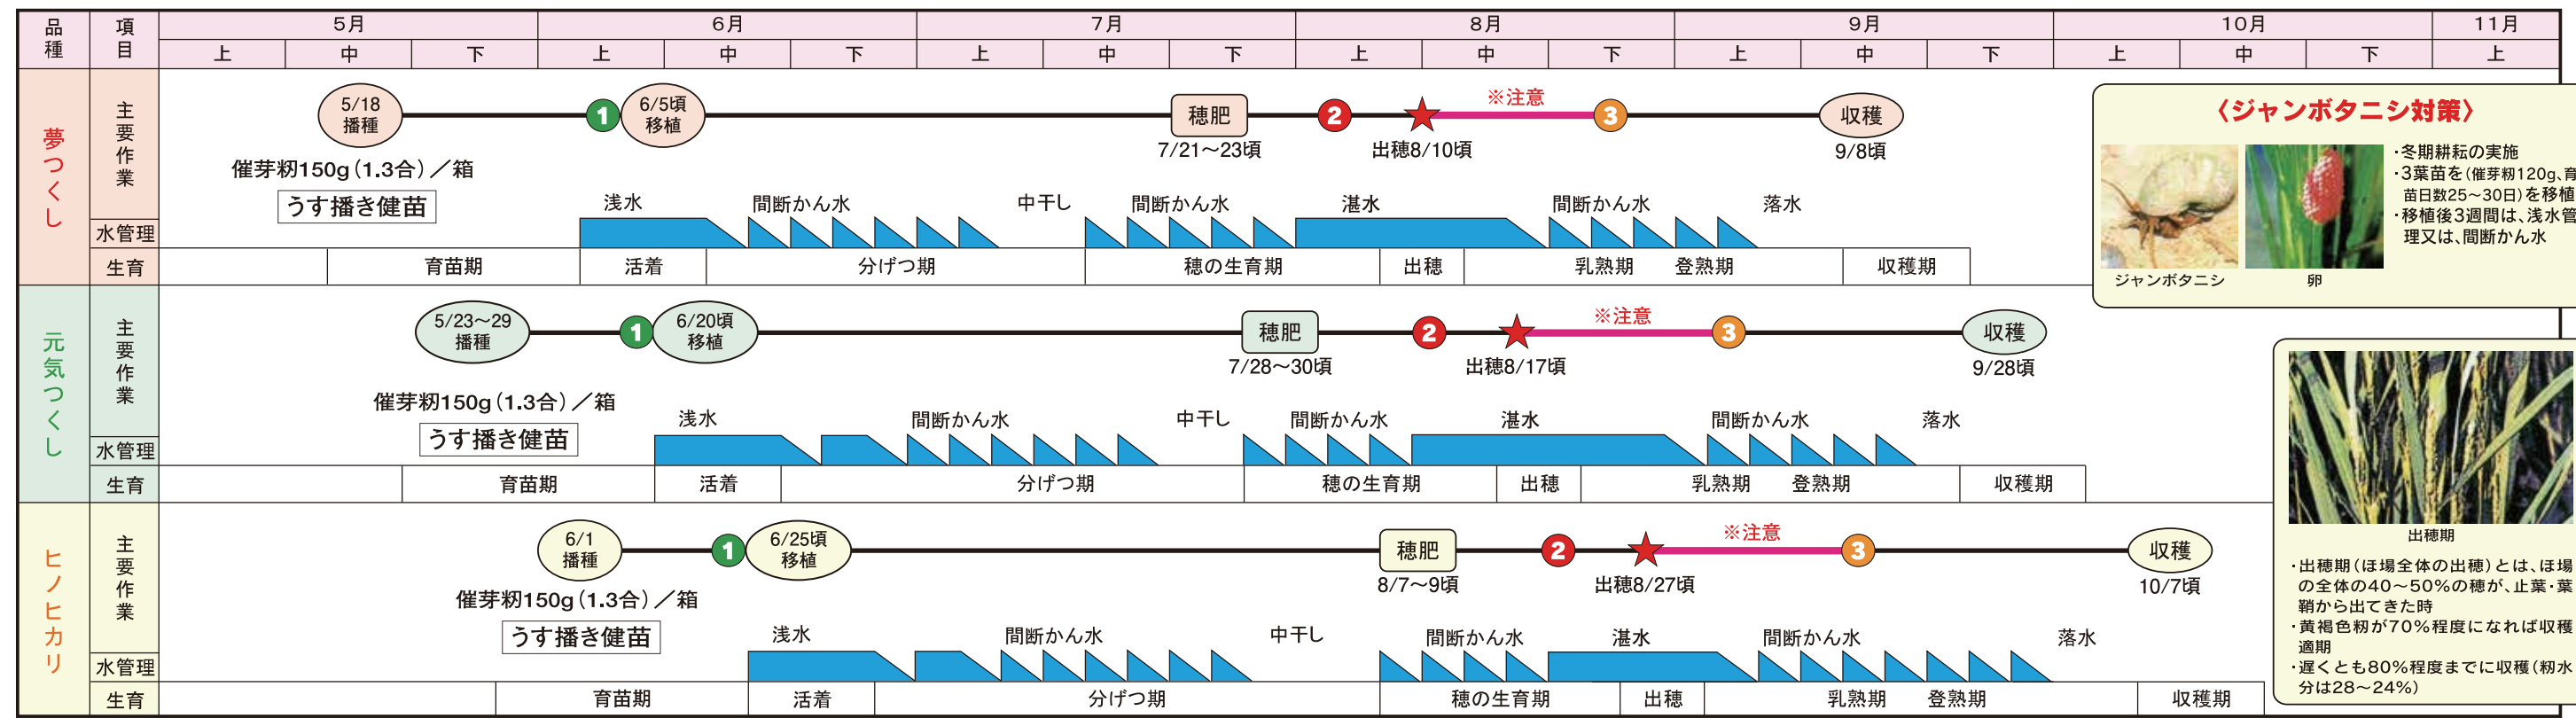 品種
項目
5月
6月
7月
8月
9月
10月
11月
上 中 下 上 中 下 上 中 下 上 中 下 上 中 下 上 中 下 上
夢つくし
主要作業
5/18
播種
1
6/5頃
移植
穂肥
7/21～23頃
2
★
出穂8/10頃
※注意
3
収穫
9/8頃
催芽籾150g(1.3合)／箱
うす播き健苗
水管理
浅水
間断かん水
中干し
間断かん水
湛水
間断かん水
落水
生育
育苗期
活着
分げつ期
穂の生育期
出穂
乳熟期
登熟期
収穫期
元気つくし
主要作業
5/23～29
播種
1
6/20頃
移植
穂肥
7/28～30頃
2
★
出穂8/17頃
※注意
3
収穫
9/28頃
催芽籾150g(1.3合)／箱
うす播き健苗
水管理
浅水
間断かん水
中干し
間断かん水
湛水
間断かん水
落水
生育
育苗期
活着
分げつ期
穂の生育期
出穂
乳熟期
登熟期
収穫期
ヒノヒカリ
主要作業
6/1
播種
1
6/25頃
移植
穂肥
8/7～9頃
2
★
出穂8/27頃
※注意
3
収穫
10/7頃
催芽籾150g(1.3合)／箱
うす播き健苗
水管理
浅水
間断かん水
中干し
間断かん水
湛水
間断かん水
落水
生育
育苗期
活着
分げつ期
穂の生育期
出穂
乳熟期
登熟期
収穫期
〈ジャンボタニシ対策〉
ジャンボタニシ
卵
・冬期耕耘の実施
・3葉苗を(催芽籾120g、育
苗日数25～30日)を移植
・移植後3週間は、浅水管
理又は、間断かん水
出穂期
・出穂期(ほ場全体の出穂)とは、ほ場
の全体の40～50%の穂が、止葉・葉
鞘から出てきた時
・黄褐色籾が70%程度になれば収穫
適期
・遅くとも80%程度までに収穫(籾水
分は28～24%)